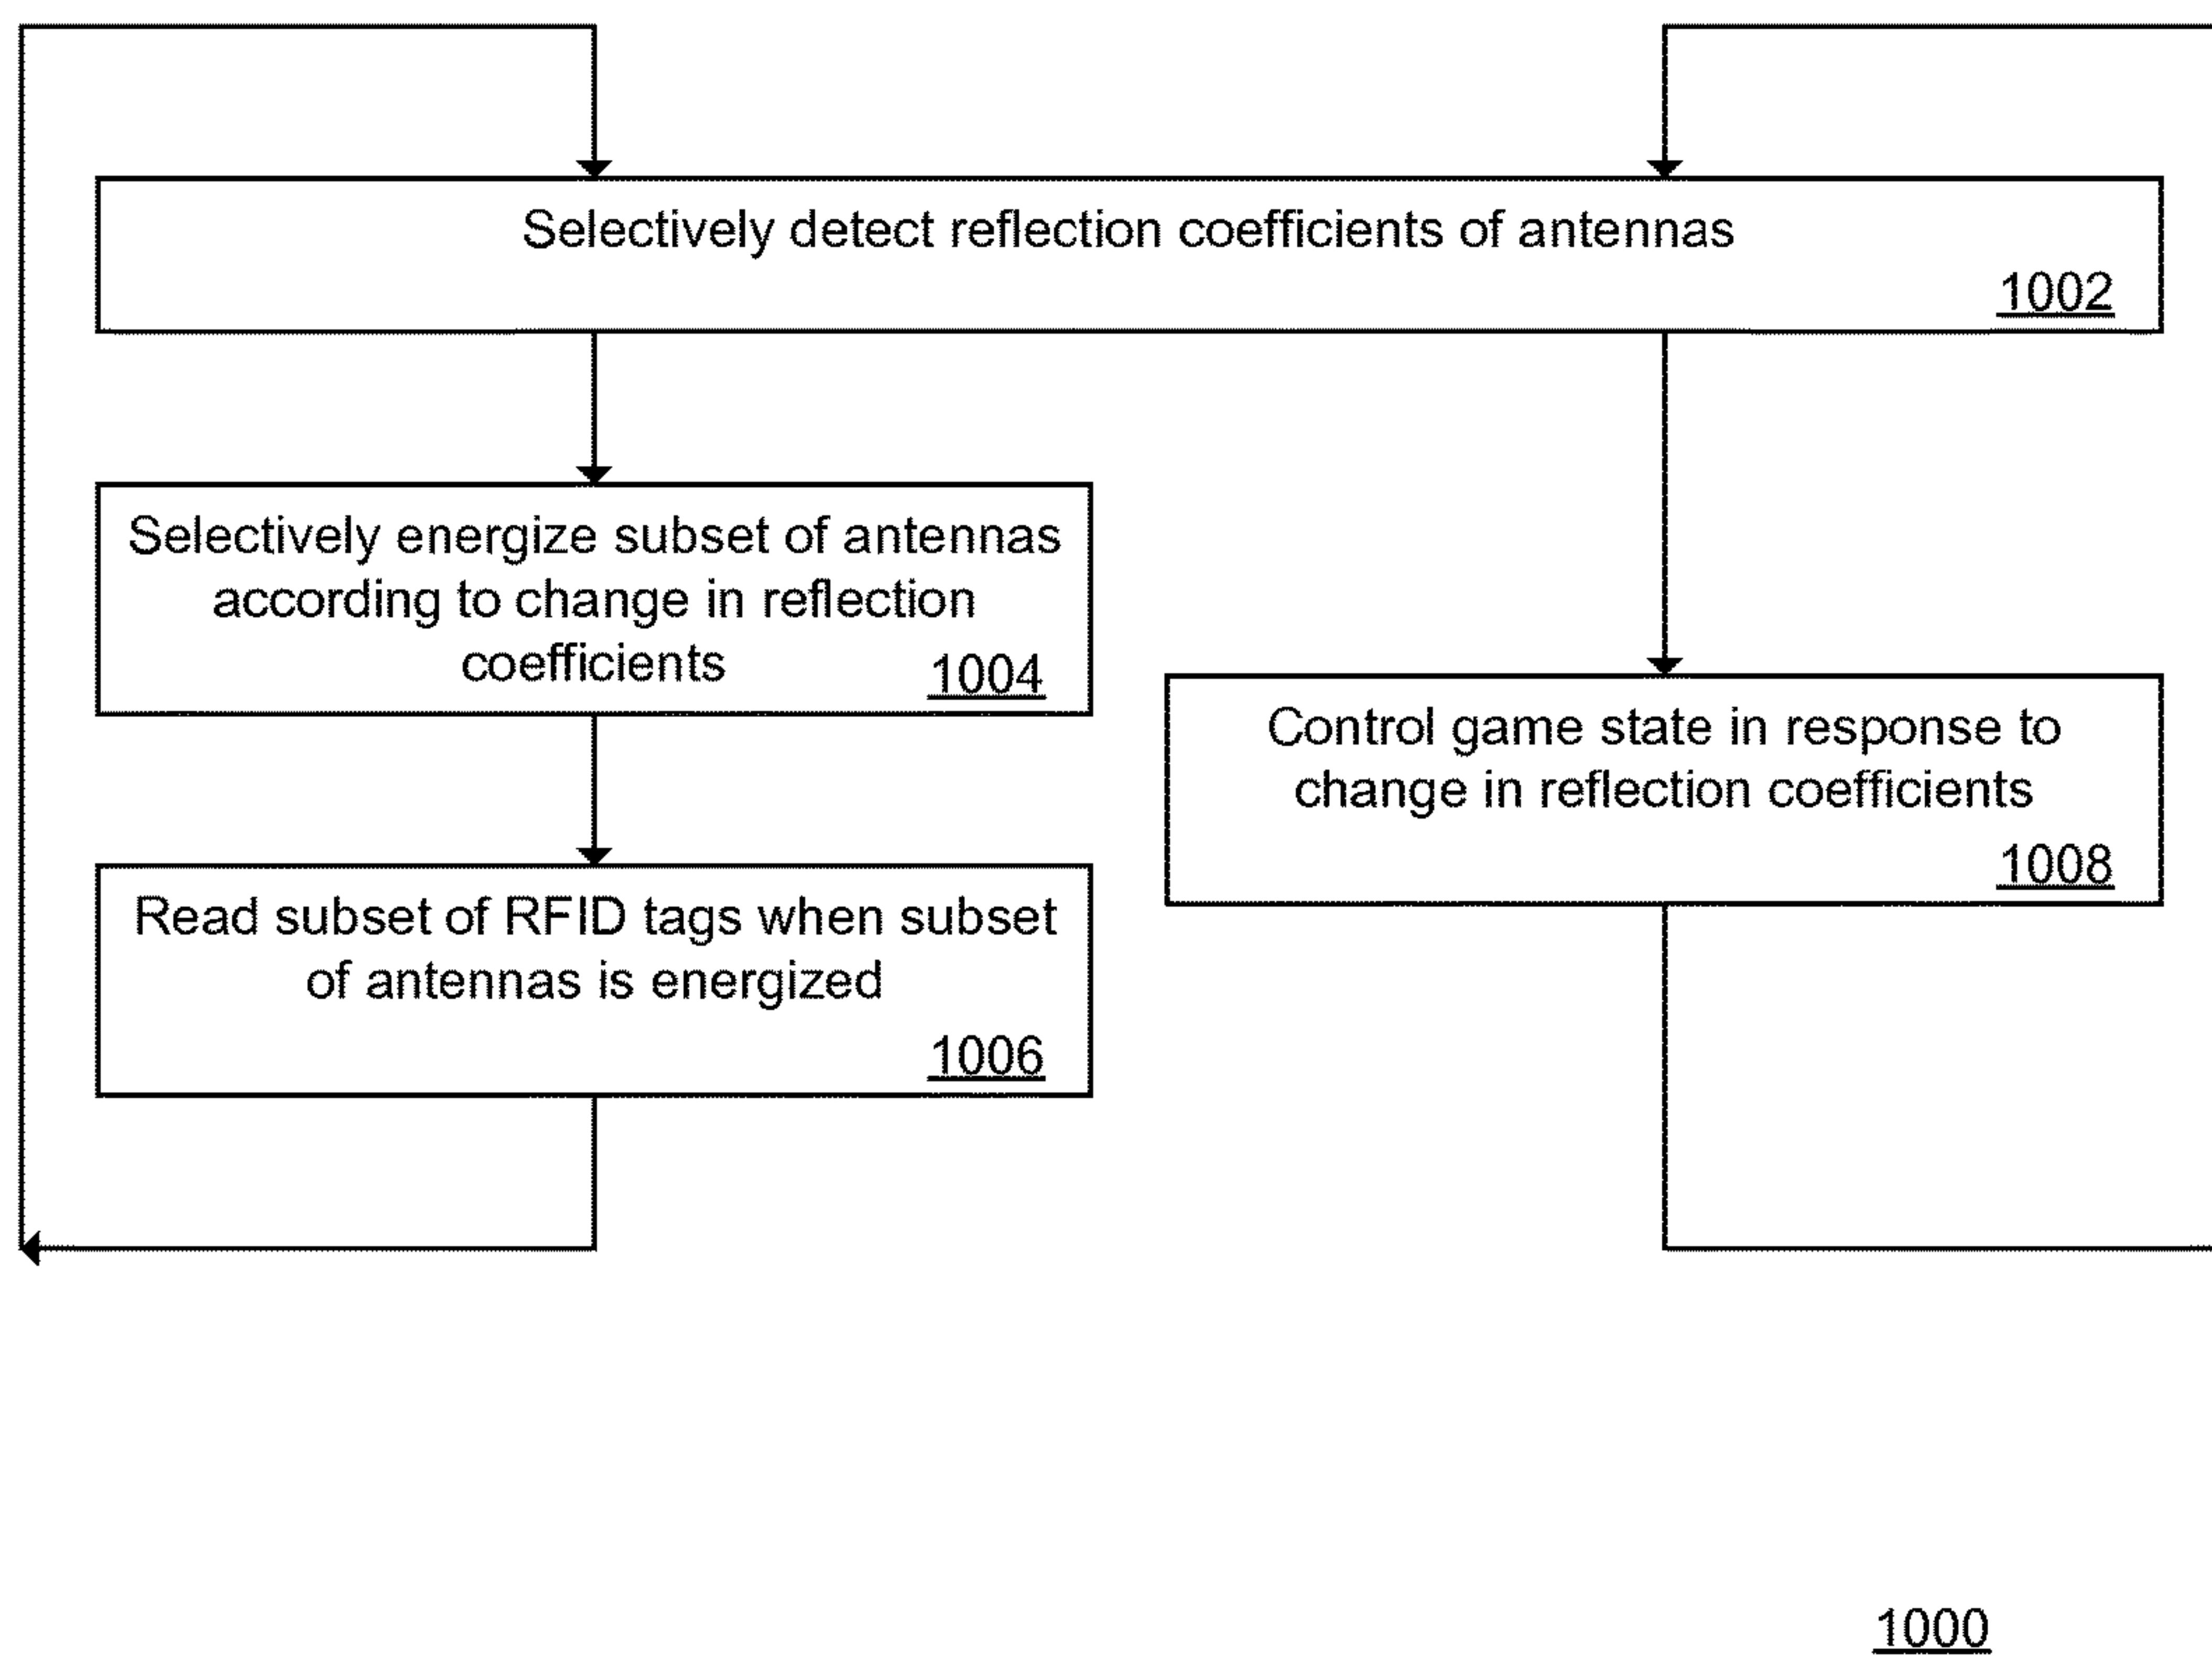 Selectively detect reflection coefficients of antennas
1002
Selectively energize subset of antennas
according to change in reflection
coefficients
1004
Read subset of RFID tags when subset
of antennas is energized
1006
Control game state in response to
change in reflection coefficients
1008
1000